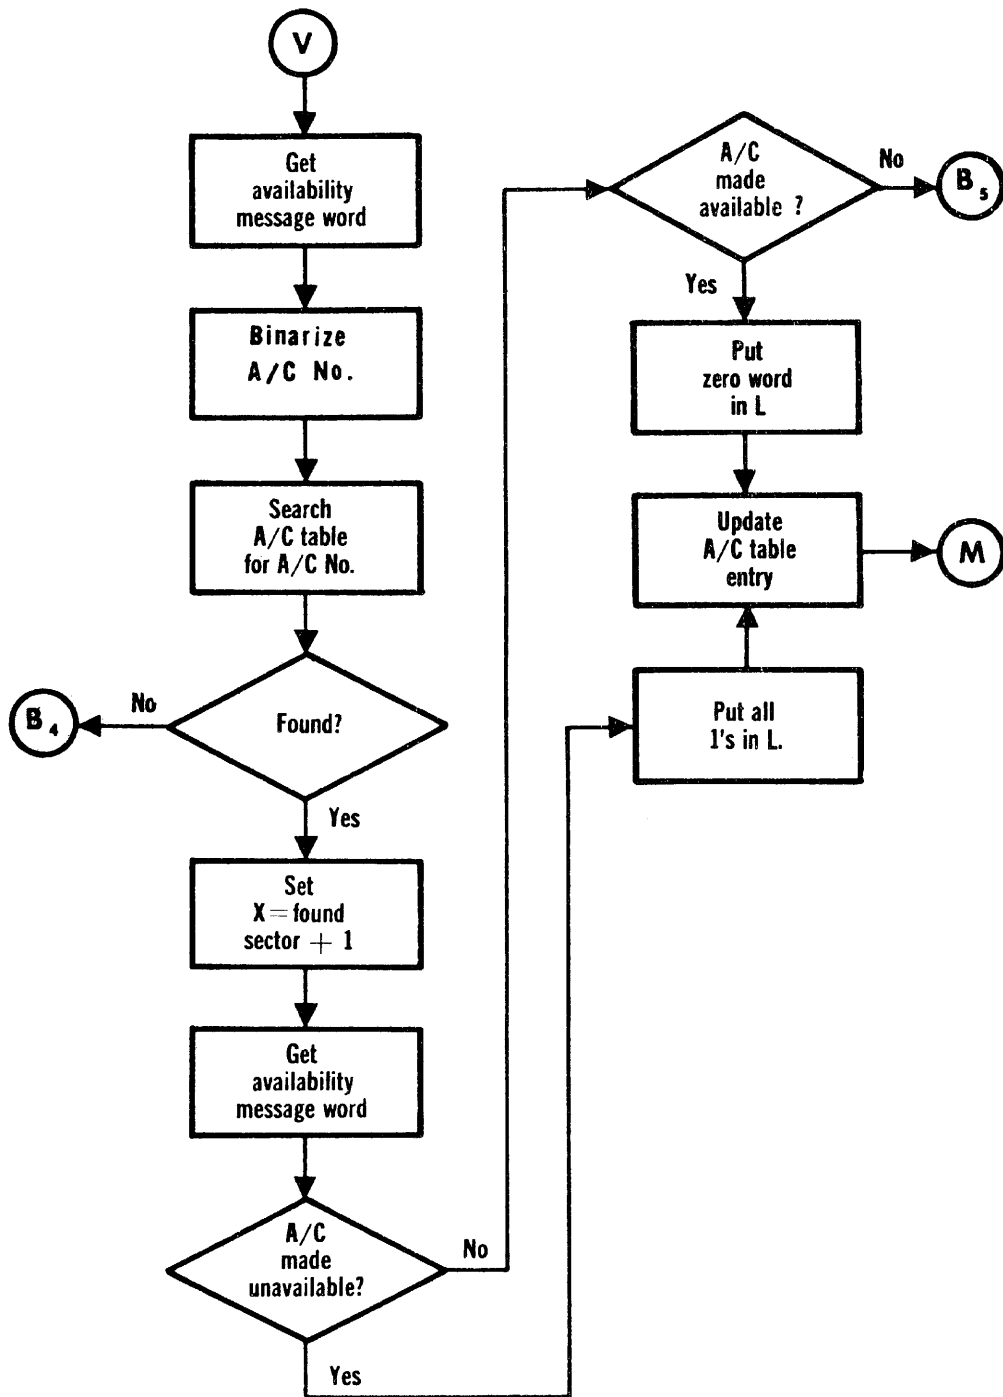 V
Get
availability
message word
Binarize
A/C No.
Search
A/C table
for A/C No.
Found?
No
B4
Yes
Set
X = found
sector + 1
Get
availability
message word
A/C
made
unavailable?
No
Yes
A/C
made
available ?
No
B5
Yes
Put
zero word
in L
Update
A/C table
entry
M
Put all
1's in L.